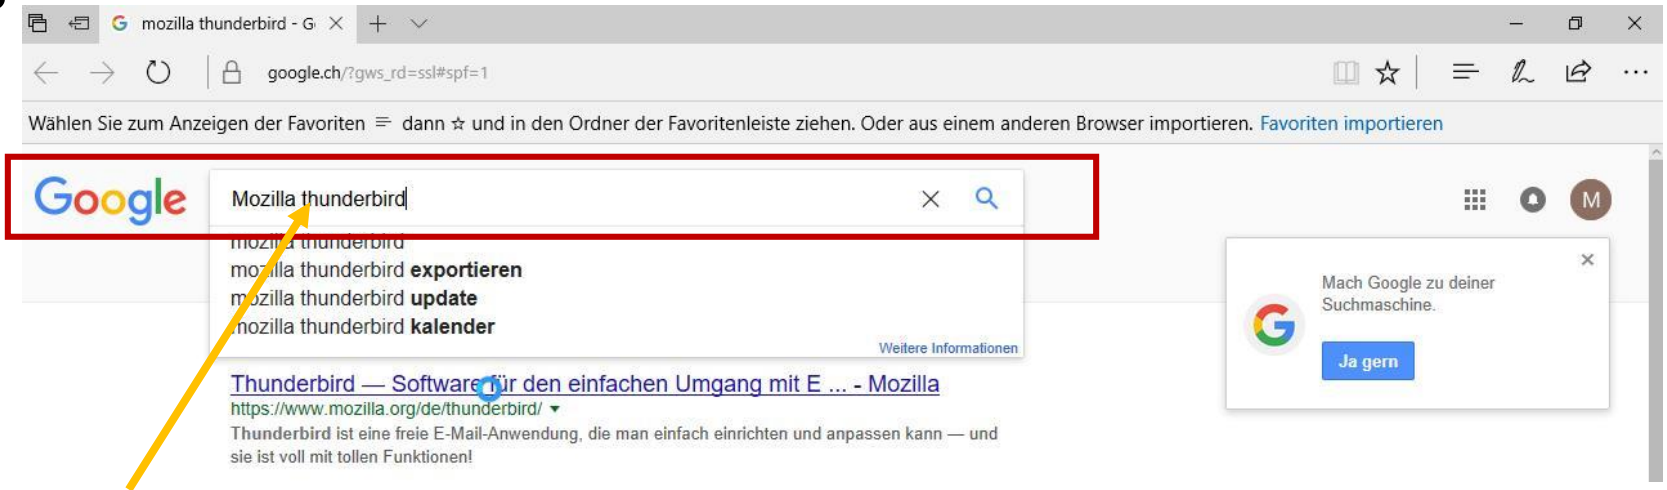 mozilla thunderbird - G
google.ch/?gws_rd=ssl#spf=1
Wählen Sie zum Anzeigen der Favoriten dann ☆ und in den Ordner der Favoritenleiste ziehen. Oder aus einem anderen Browser importieren. Favoriten importieren
Google
Mozilla thunderbird
M
mozilla thunderbird
mozilla thunderbird exportieren
mozilla thunderbird update
mozilla thunderbird kalender
Weitere Informationen
Mach Google zu deiner
Suchmaschine.
Ja gern
Thunderbird — Software für den einfachen Umgang mit E ... - Mozilla
https://www.mozilla.org/de/thunderbird/
Thunderbird ist eine freie E-Mail-Anwendung, die man einfach einrichten und anpassen kann — und
sie ist voll mit tollen Funktionen!